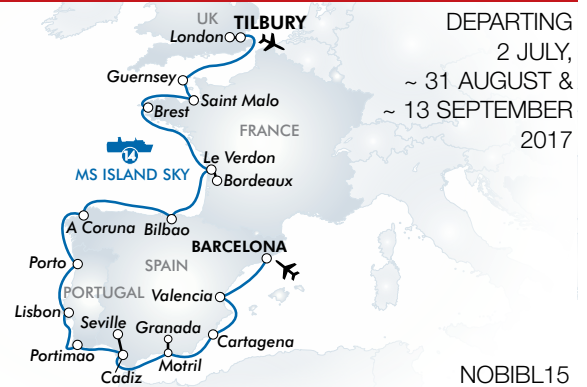 DEPARTING
2 JULY,
~ 31 AUGUST &
~ 13 SEPTEMBER
2017
UK
TILBURY
London
Guernsey
Saint Malo
Brest
FRANCE
14
MS ISLAND SKY
Le Verdon
Bordeaux
A Coruna
Bilbao
BARCELONA
Porto
SPAIN
PORTUGAL
Valencia
Lisbon
Seville
Granada
Cartagena
Portimao
Motril
Cadiz
NOBIBL15